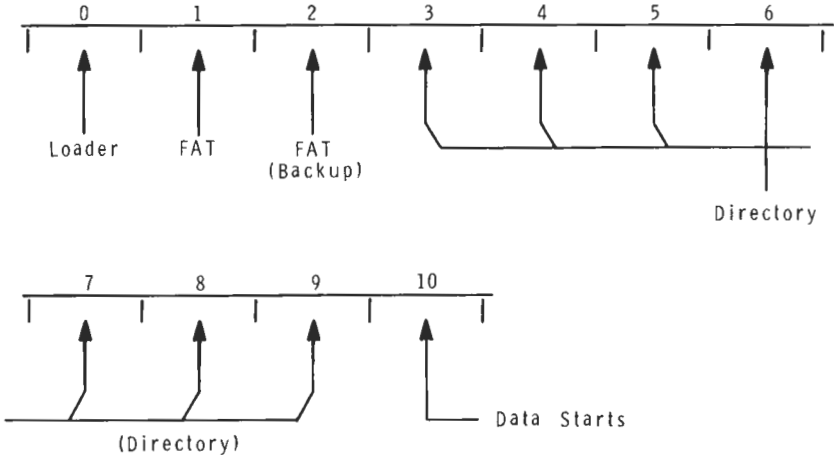 0 1 2 3 4 5 6
Loader FAT FAT
(Backup)
Directory
7 8 9 10
Data Starts
(Directory)